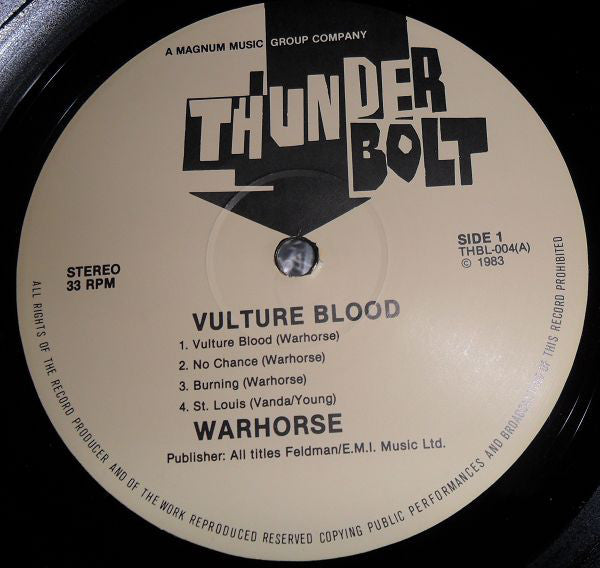 A MAGNUM MUSIC GROUP COMPANY
THUNDER
BOLT
STEREO
33 RPM
SIDE 1
THBL-004(A)
© 1983
VULTURE BLOOD
1. Vulture Blood (Warhorse)
2. No Chance (Warhorse)
3. Burning (Warhorse)
4. St. Louis (Vanda/Young)
WARHORSE
Publisher: All titles Feldman/E.M.I. Music Ltd.
ALL RIGHTS OF THE RECORD PRODUCER AND OF THE WORK REPRODUCED RESERVED COPYING PUBLIC PERFORMANCES AND BROADCASTING OF THIS RECORD PROHIBITED